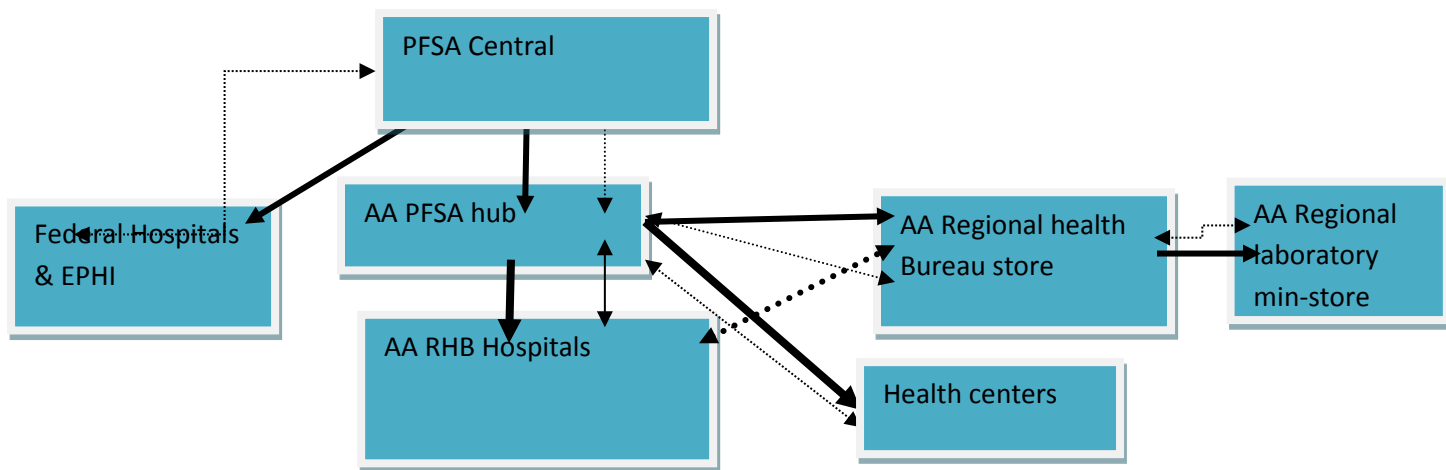 PFSA Central
Federal Hospitals
& EPHI
AA PFSA hub
AA RHB Hospitals
AA Regional health
Bureau store
Health centers
AA Regional
laboratory
min-store